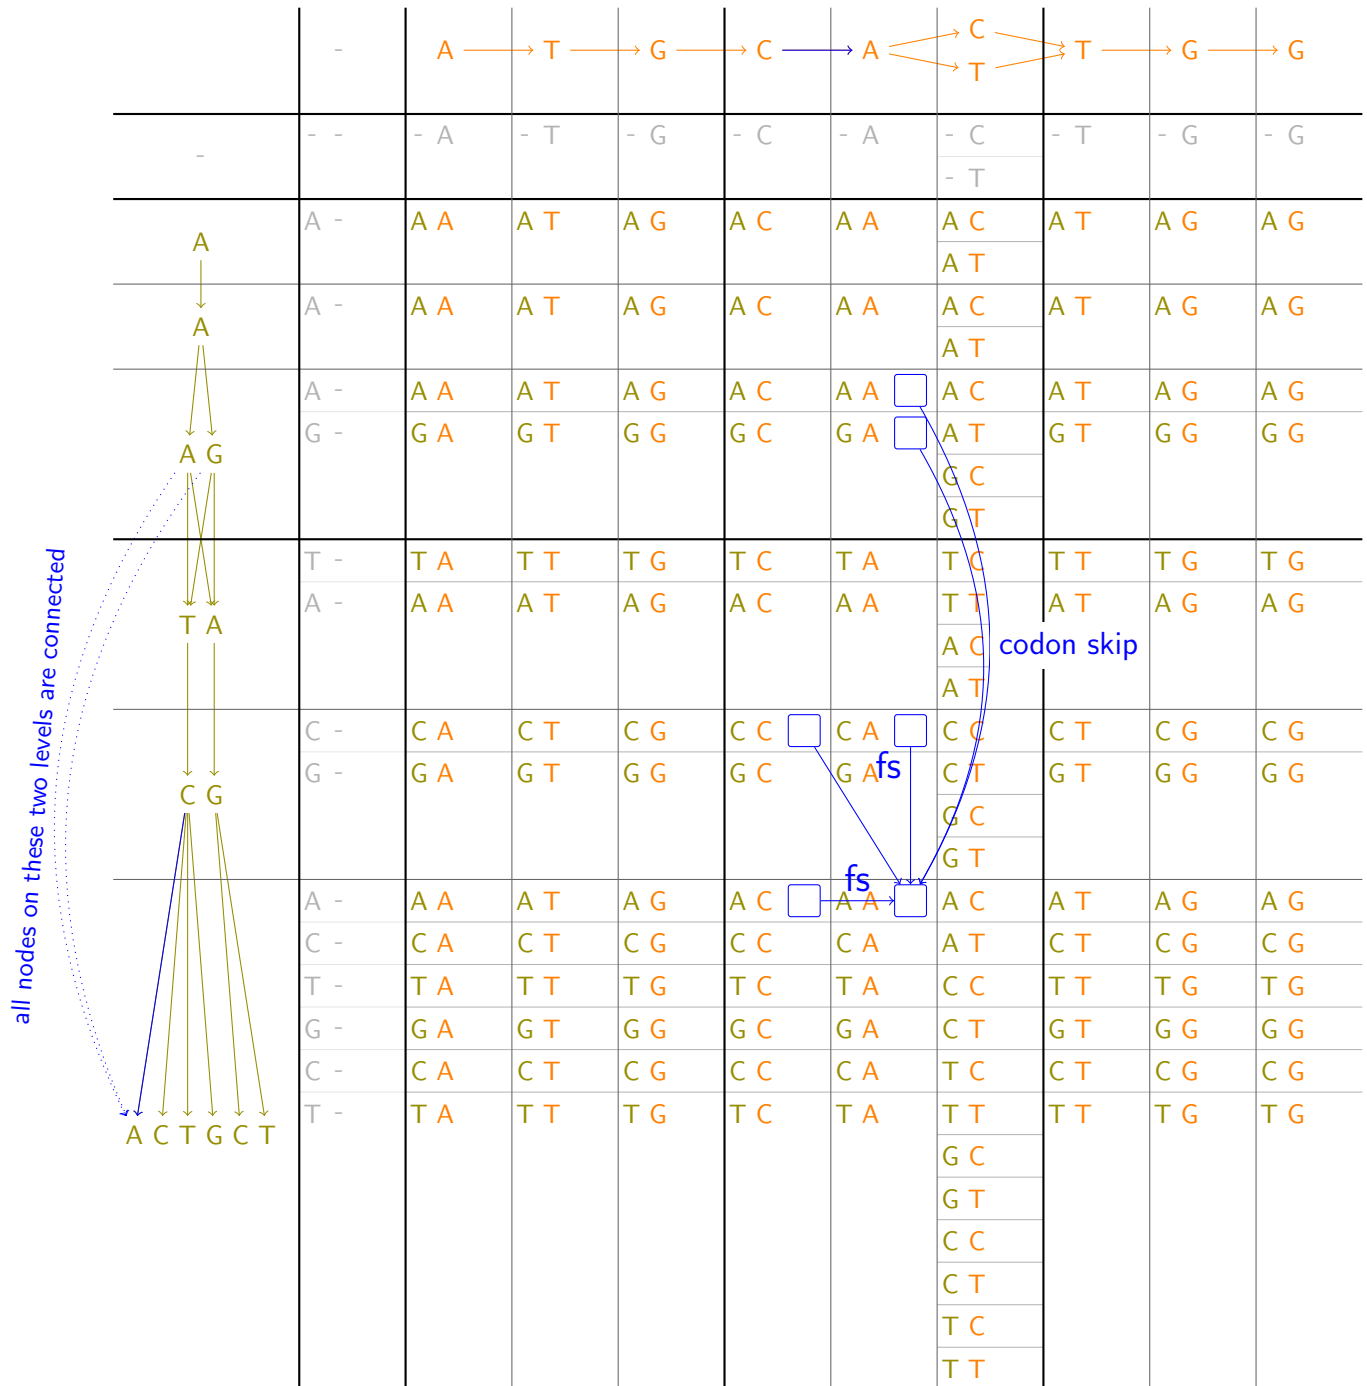 - A T G C A C T G G
T
- - - A - T - G - C - A - C - T - G - G
-
- T
A - A A A T A G A C A A A C A T A G A G
A
A T
A - A A A T A G A C A A A C A T A G A G
A
A T
A - A A A T A G A C A A A C A T A G A G
G - G A G T G G G C G A A T G T G G G G
A G
G C
G T
T - T A T T T G T C T A T C T T T G T G
A - A A A T A G A C A A T T A T A G A G
T A
A C
codon skip
A T
C - C A C T C G C C C A C C C T C G C G
fs
G - G A G T G G G C G A C T G T G G G G
C G
G C
G T
fs
A - A A A T A G A C A A A C A T A G A G
C - C A C T C G C C C A A T C T C G C G
T - T A T T T G T C T A C C T T T G T G
G - G A G T G G G C G A C T G T G G G G
C - C A C T C G C C C A T C C T C G C G
T - T A T T T G T C T A T T T T T G T G
A C T G C T
G C
G T
C C
C T
T C
T T
all nodes on these two levels are connected